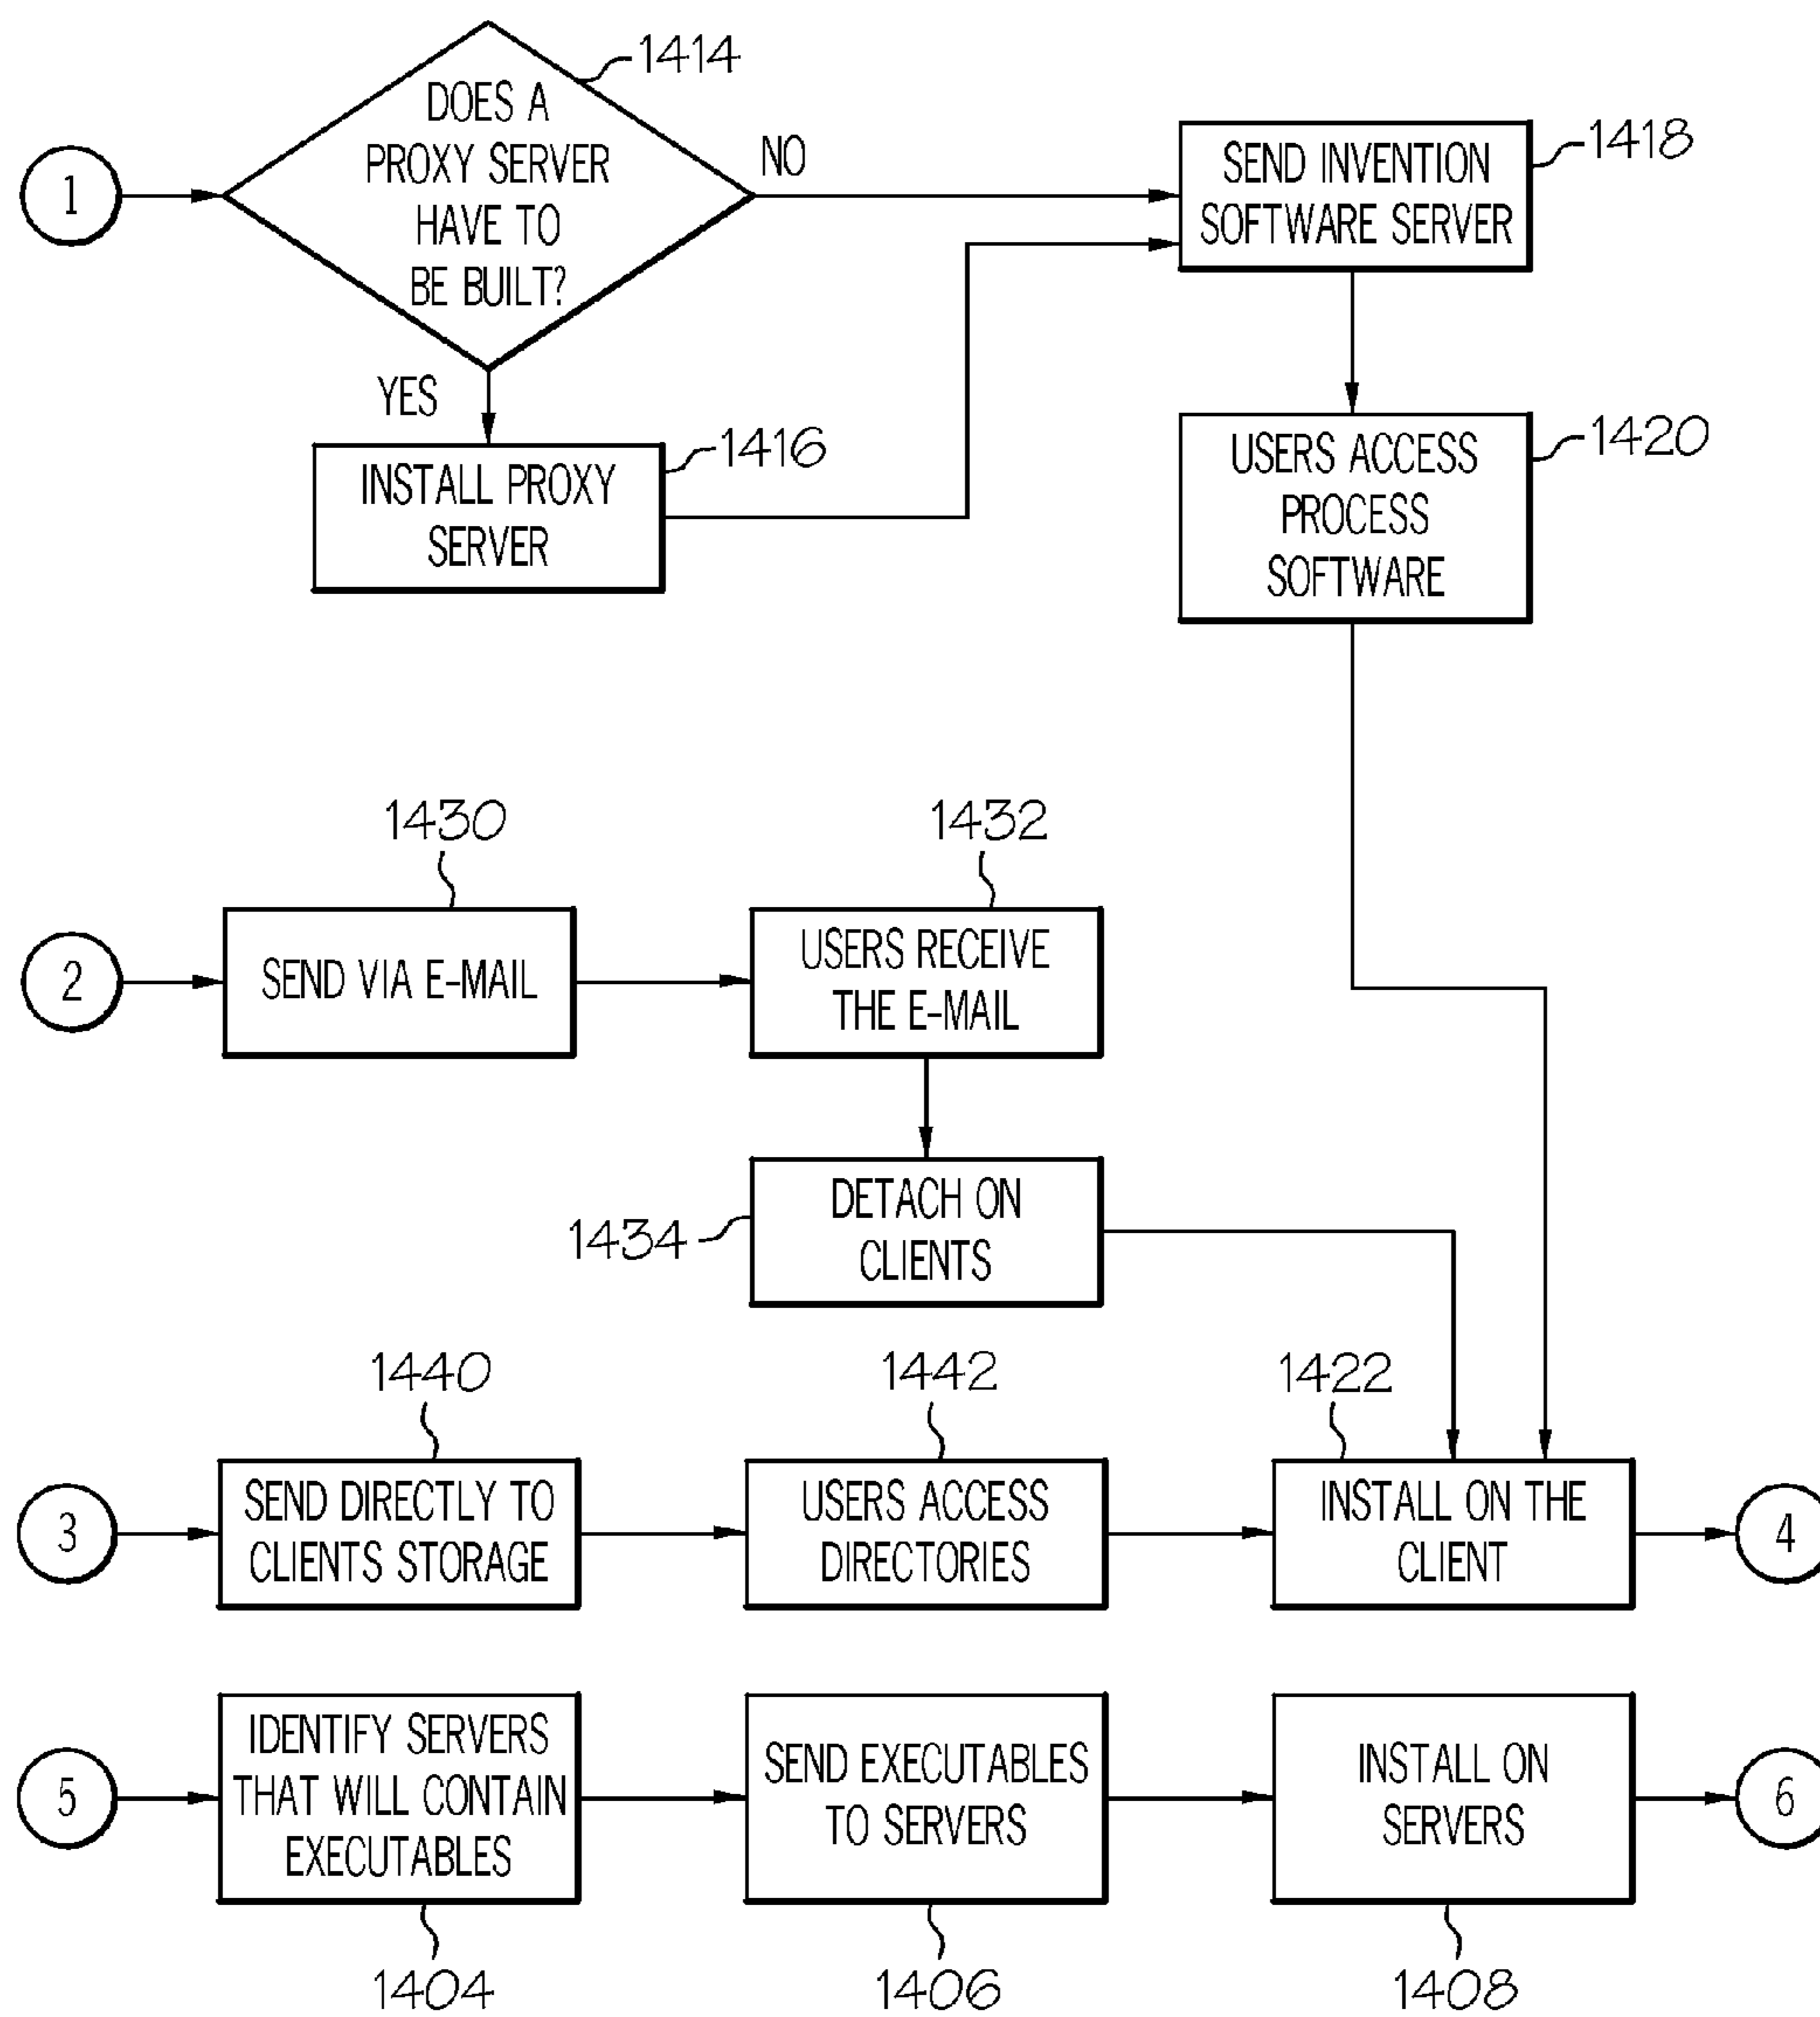 1414
DOES A
PROXY SERVER
HAVE TO
BE BUILT?
1
NO
YES
1416
INSTALL PROXY
SERVER
1418
SEND INVENTION
SOFTWARE SERVER
1420
USERS ACCESS
PROCESS
SOFTWARE
1430
1432
2
SEND VIA E-MAIL
USERS RECEIVE
THE E-MAIL
1434
DETACH ON
CLIENTS
1440
1442
1422
3
SEND DIRECTLY TO
CLIENTS STORAGE
USERS ACCESS
DIRECTORIES
INSTALL ON THE
CLIENT
4
5
IDENTIFY SERVERS
THAT WILL CONTAIN
EXECUTABLES
SEND EXECUTABLES
TO SERVERS
INSTALL ON
SERVERS
6
1404
1406
1408